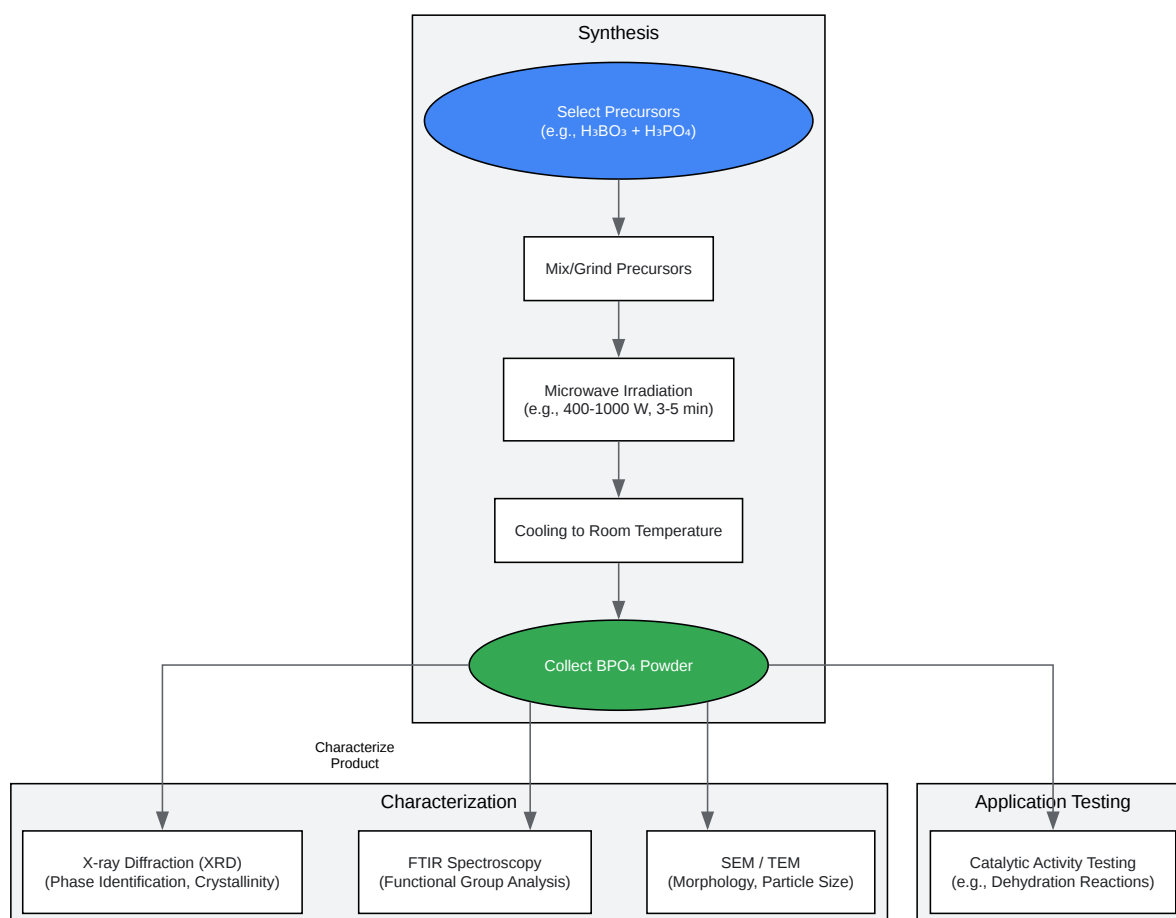 Synthesis
Select Precursors
(e.g., H₃BO₃ + H₃PO₄)
Mix/Grind Precursors
Microwave Irradiation
(e.g., 400-1000 W, 3-5 min)
Cooling to Room Temperature
Collect BPO₄ Powder
Characterize
Product
Characterization
X-ray Diffraction (XRD)
(Phase Identification, Crystallinity)
FTIR Spectroscopy
(Functional Group Analysis)
SEM / TEM
(Morphology, Particle Size)
Application Testing
Catalytic Activity Testing
(e.g., Dehydration Reactions)